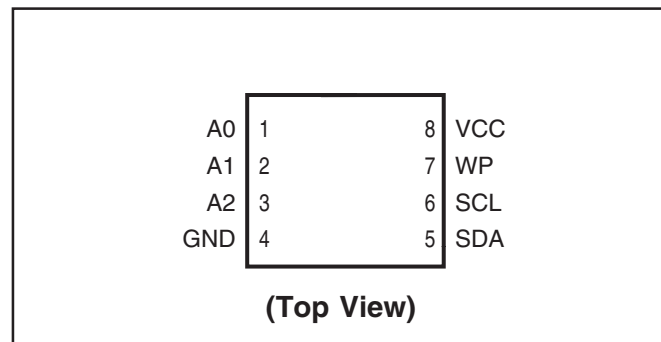 A0 1 8 VCC
A1 2 7 WP
A2 3 6 SCL
GND 4 5 SDA
(Top View)